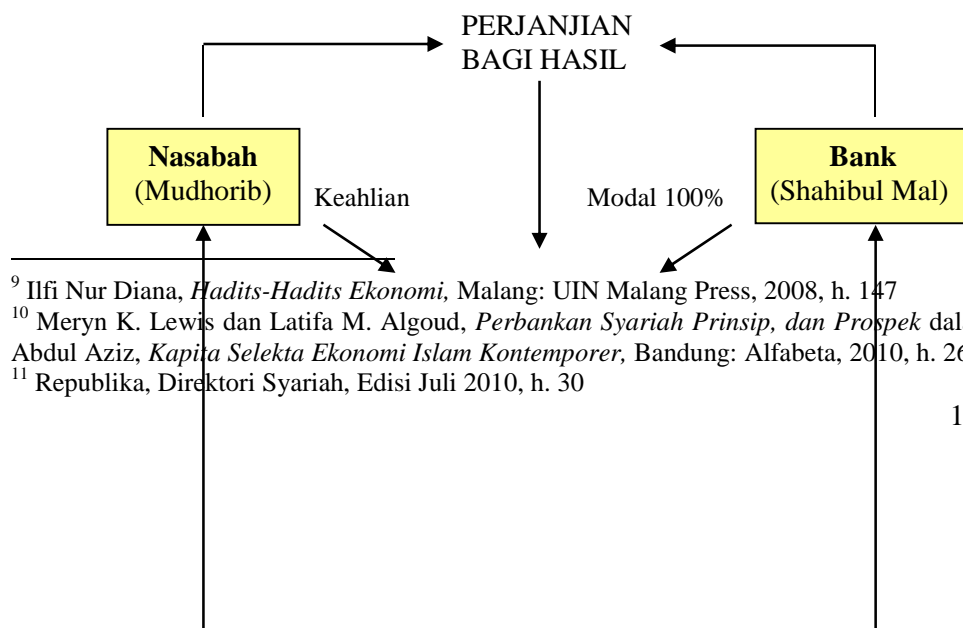 PERJANJIAN
BAGI HASIL
Nasabah
(Mudhorib)
Keahlian
Modal 100%
Bank
(Shahibul Mal)
9 Ilfi Nur Diana, Hadits-Hadits Ekonomi, Malang: UIN Malang Press, 2008, h. 147
10 Meryn K. Lewis dan Latifa M. Algoud, Perbankan Syariah Prinsip, dan Prospek dal
Abdul Aziz, Kapita Selekta Ekonomi Islam Kontemporer, Bandung: Alfabeta, 2010, h. 26
11 Republika, Direktori Syariah, Edisi Juli 2010, h. 30
1